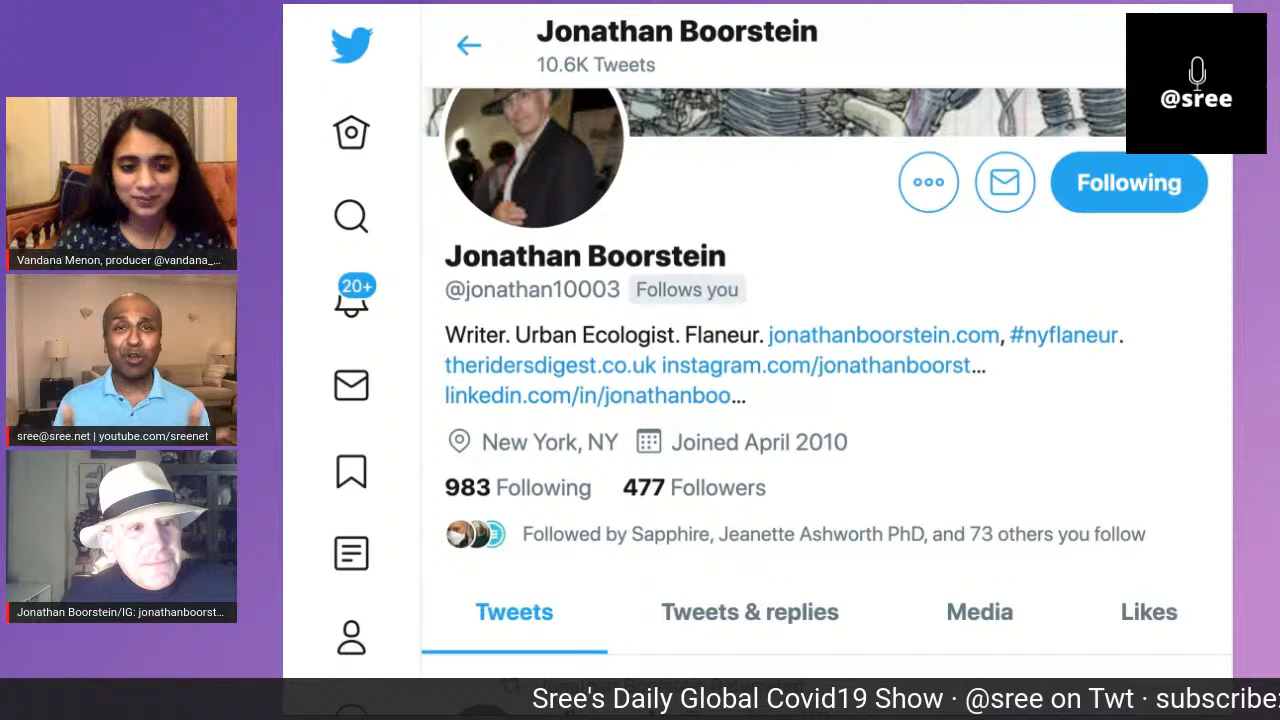 Jonathan Boorstein
10.6K Tweets
@sree
Following
Jonathan Boorstein
@jonathan10003 Follows you
Writer. Urban Ecologist. Flaneur. jonathanboorstein.com, #nyflaneur.
theridersdigest.co.uk instagram.com/jonathanboorst…
linkedin.com/in/jonathanboo…
New York, NY Joined April 2010
983 Following 477 Followers
Followed by Sapphire, Jeanette Ashworth PhD, and 73 others you follow
Tweets Tweets & replies Media Likes
20+
Vandana Menon, producer @vandana_...
sree@sree.net | youtube.com/sreenet
Jonathan Boorstein/IG: jonathanboorst...
Sree's Daily Global Covid19 Show · @sree on Twt · subscribe: